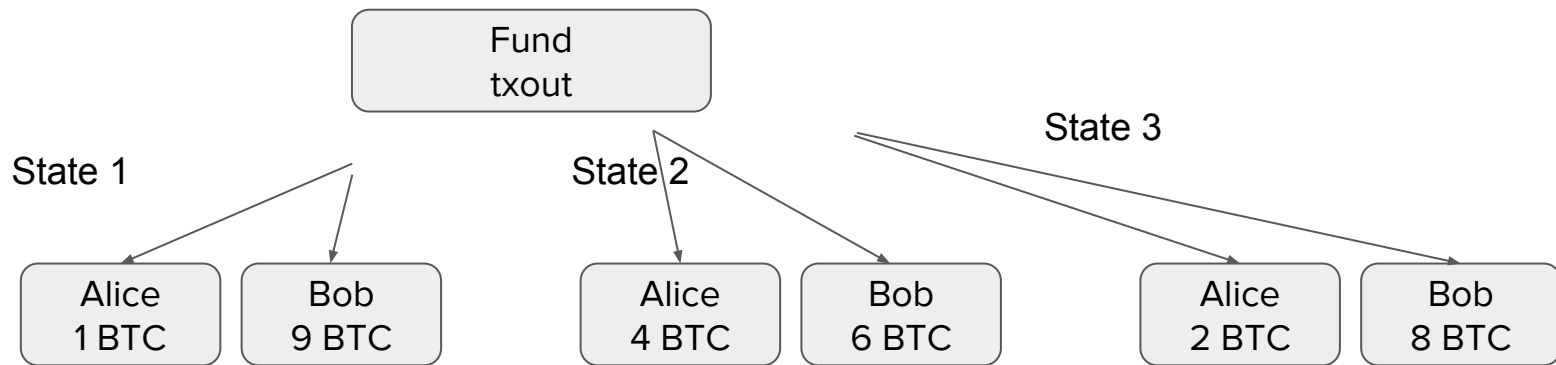 Fund
txout
State 1
State 2
State 3
Alice
1 BTC
Bob
9 BTC
Alice
4 BTC
Bob
6 BTC
Alice
2 BTC
Bob
8 BTC